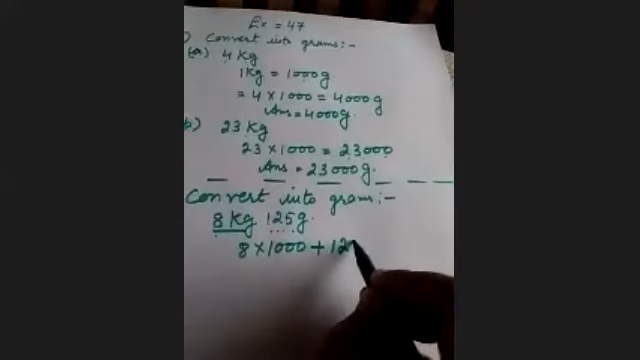 Ex = 47
) Convert into grams:-
(a) 4 Kg
1Kg = 1000g
= 4 × 1000 = 4000g
Ans = 4000g.
b) 23 Kg
23 × 1000 = 23000
Ans = 23000g.
Convert into grams:-
8 Kg 125g.
8 × 1000 + 12